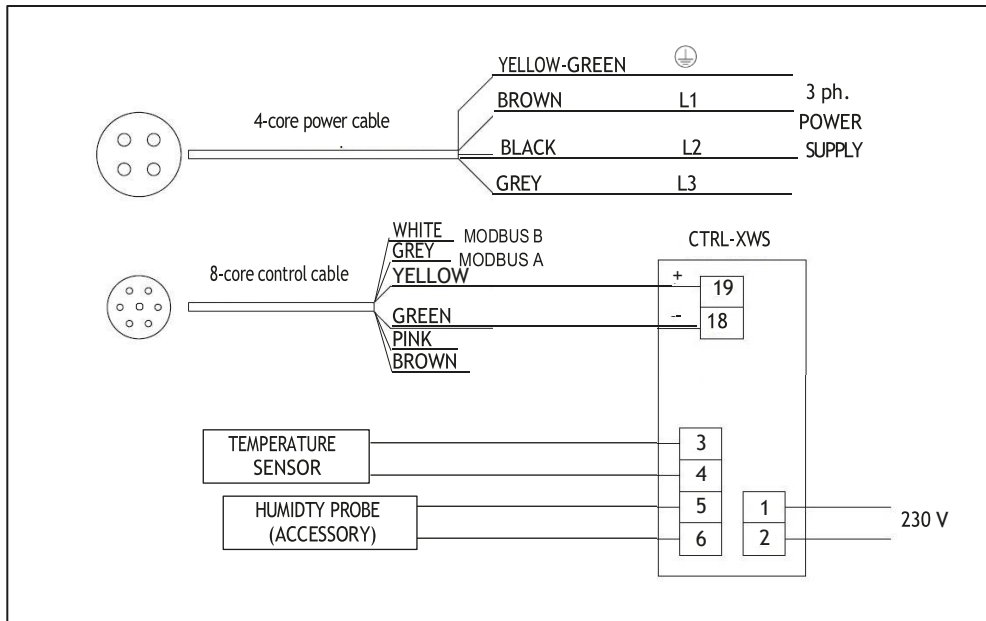 YELLOW-GREEN
BROWN L1
BLACK L2
GREY L3
3 ph.
POWER
SUPPLY
4-core power cable
WHITE MODBUS B
GREY MODBUS A
YELLOW
GREEN
PINK
BROWN
8-core control cable
CTRL-XWS
+ 19
- 18
TEMPERATURE
SENSOR
3
4
HUMIDTY PROBE
(ACCESSORY)
5
6
1
2
230 V